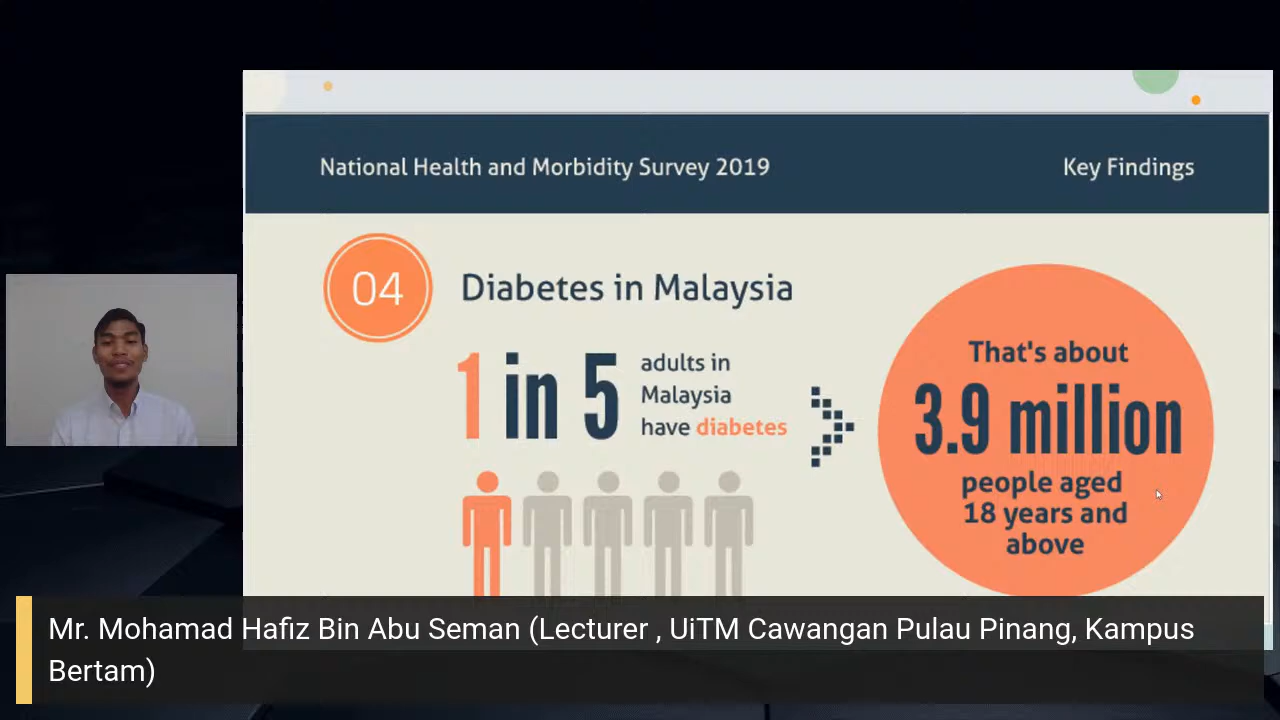 National Health and Morbidity Survey 2019
Key Findings
04
Diabetes in Malaysia
1 in 5
adults in
Malaysia
have diabetes
That's about
3.9 million
people aged
18 years and
above
Mr. Mohamad Hafiz Bin Abu Seman (Lecturer , UiTM Cawangan Pulau Pinang, Kampus
Bertam)